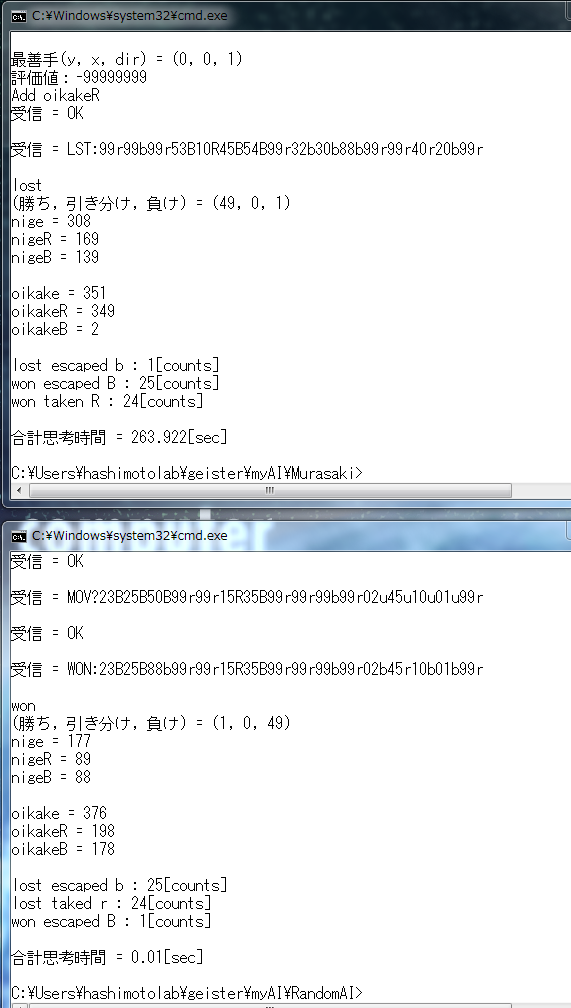 C:¥Windows¥system32¥cmd.exe
最善手(y, x, dir) = (0, 0, 1)
評価値：-99999999
Add oikakeR
受信 = OK
受信 = LST:99r99b99r53B10R45B54B99r32b30b88b99r99r40r20b99r
lost
(勝ち，引き分け，負け) = (49, 0, 1)
nige = 308
nigeR = 169
nigeB = 139
oikake = 351
oikakeR = 349
oikakeB = 2
lost escaped b : 1[counts]
won escaped B : 25[counts]
won taken R : 24[counts]
合計思考時間 = 263.922[sec]
C:¥Users¥hashimotolab¥geister¥myAI¥Murasaki>
computer
C:¥Windows¥system32¥cmd.exe
受信 = OK
受信 = MOV?23B25B50B99r99r15R35B99r99r99b99r02u45u10u01u99r
受信 = OK
受信 = WON:23B25B88b99r99r15R35B99r99r99b99r02b45r10b01b99r
won
(勝ち，引き分け，負け) = (1, 0, 49)
nige = 177
nigeR = 89
nigeB = 88
oikake = 376
oikakeR = 198
oikakeB = 178
lost escaped b : 25[counts]
lost taked r : 24[counts]
won escaped B : 1[counts]
合計思考時間 = 0.01[sec]
C:¥Users¥hashimotolab¥geister¥myAI¥RandomAI>